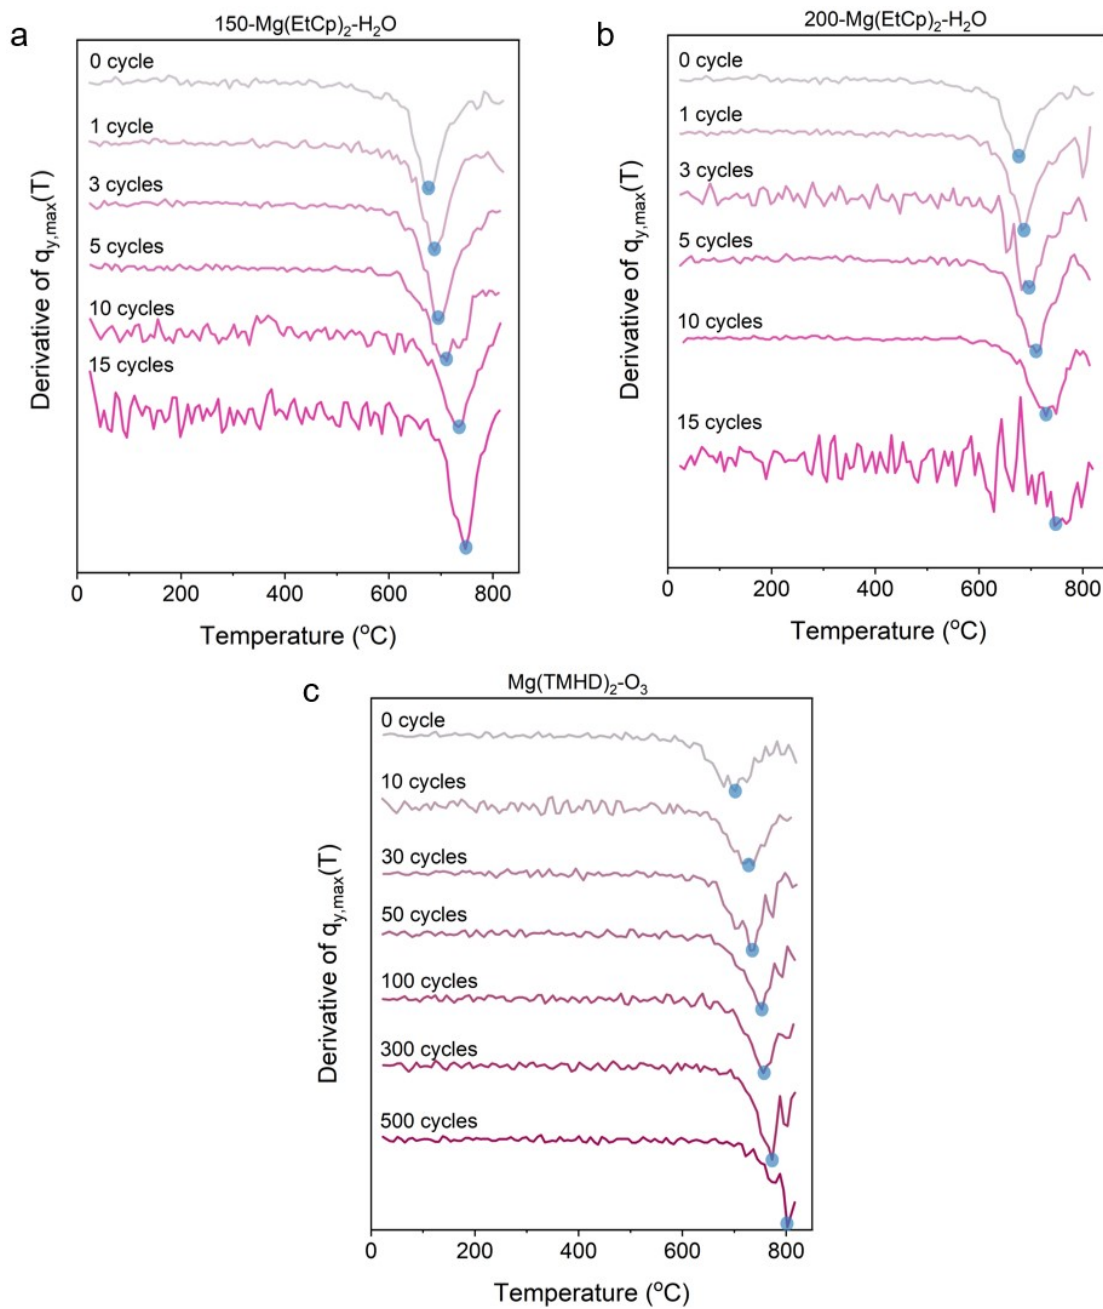 a
150-Mg(EtCp)₂-H₂O
0 cycle
1 cycle
3 cycles
5 cycles
10 cycles
15 cycles
Derivative of q_y,max(T)
0 200 400 600 800
Temperature (°C)
b
200-Mg(EtCp)₂-H₂O
0 cycle
1 cycle
3 cycles
5 cycles
10 cycles
15 cycles
Derivative of q_y,max(T)
0 200 400 600 800
Temperature (°C)
c
Mg(TMHD)₂-O₃
0 cycle
10 cycles
30 cycles
50 cycles
100 cycles
300 cycles
500 cycles
Derivative of q_y,max(T)
0 200 400 600 800
Temperature (°C)